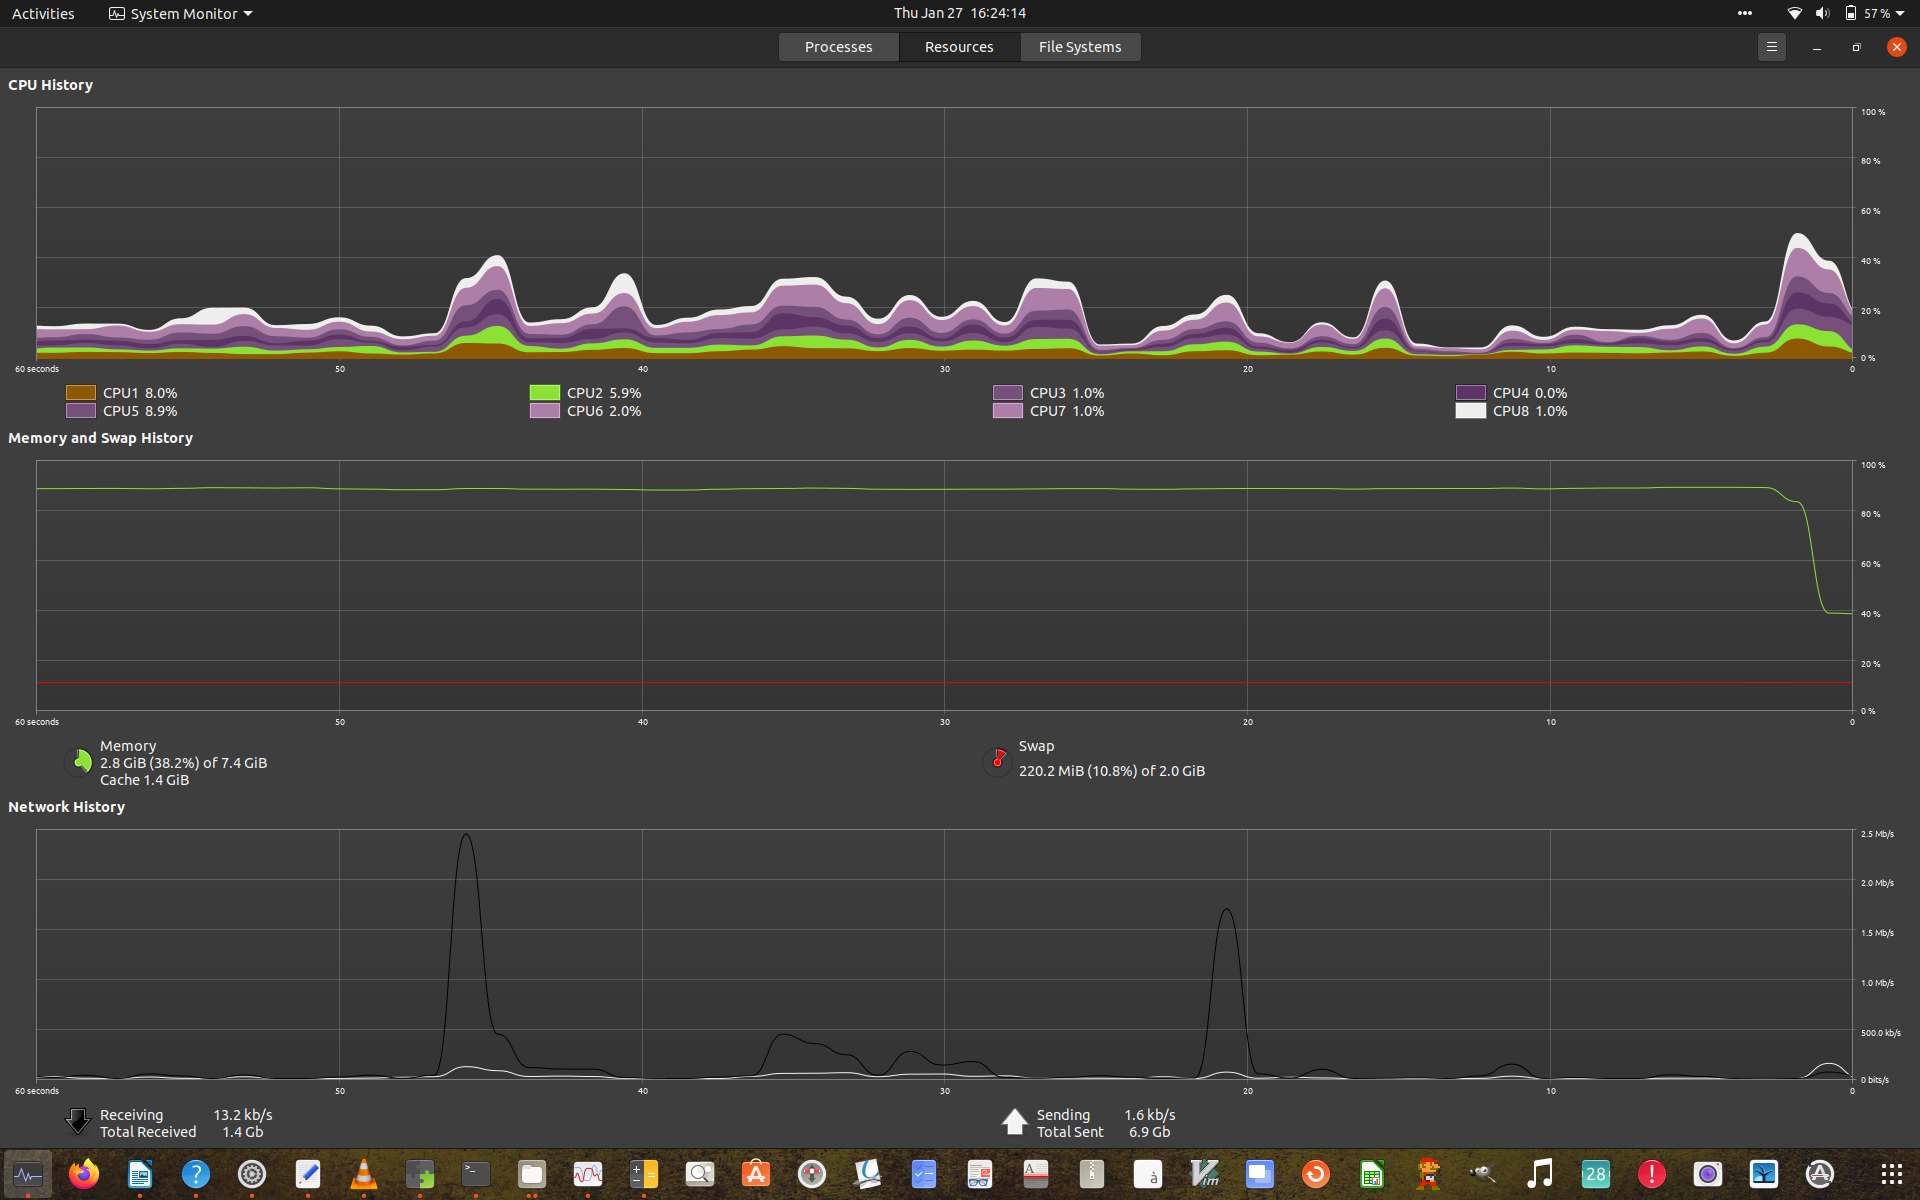 Activities System Monitor Thu Jan 27 16:24:14 57 %
Processes Resources File Systems
CPU History
100 %
80 %
60 %
40 %
20 %
0 %
60 seconds 50 40 30 20 10 0
CPU1 8.0% CPU2 5.9% CPU3 1.0% CPU4 0.0%
CPU5 8.9% CPU6 2.0% CPU7 1.0% CPU8 1.0%
Memory and Swap History
100 %
80 %
60 %
40 %
20 %
0 %
60 seconds 50 40 30 20 10 0
Memory Swap
2.8 GiB (38.2%) of 7.4 GiB 220.2 MiB (10.8%) of 2.0 GiB
Cache 1.4 GiB
Network History
2.5 Mb/s
2.0 Mb/s
1.5 Mb/s
1.0 Mb/s
500.0 kb/s
0 bits/s
60 seconds 50 40 30 20 10 0
Receiving 13.2 kb/s Sending 1.6 kb/s
Total Received 1.4 Gb Total Sent 6.9 Gb
? >_ A à Vim 28 !